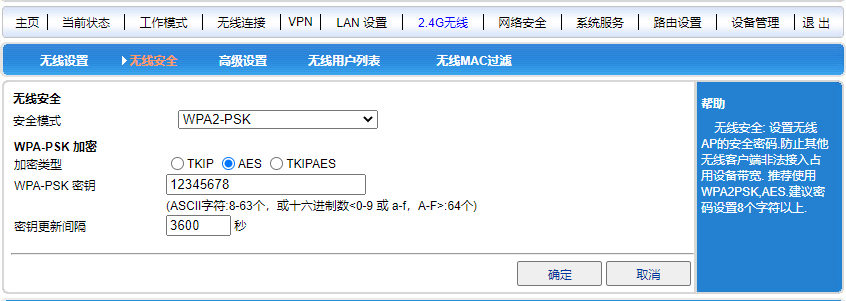 主页 当前状态 工作模式 无线连接 VPN LAN 设置 2.4G无线 网络安全 系统服务 路由设置 设备管理 退 出
无线设置 无线安全 高级设置 无线用户列表 无线MAC过滤
无线安全
安全模式 WPA2-PSK
WPA-PSK 加密
加密类型 TKIP AES TKIPAES
WPA-PSK 密钥 12345678
(ASCII字符:8-63个，或十六进制数<0-9 或 a-f，A-F>:64个)
密钥更新间隔 3600 秒
确定 取消
帮助
无线安全: 设置无线
AP的安全密码.防止其他
无线客户端非法接入占
用设备带宽. 推荐使用
WPA2PSK,AES.建议密
码设置8个字符以上.